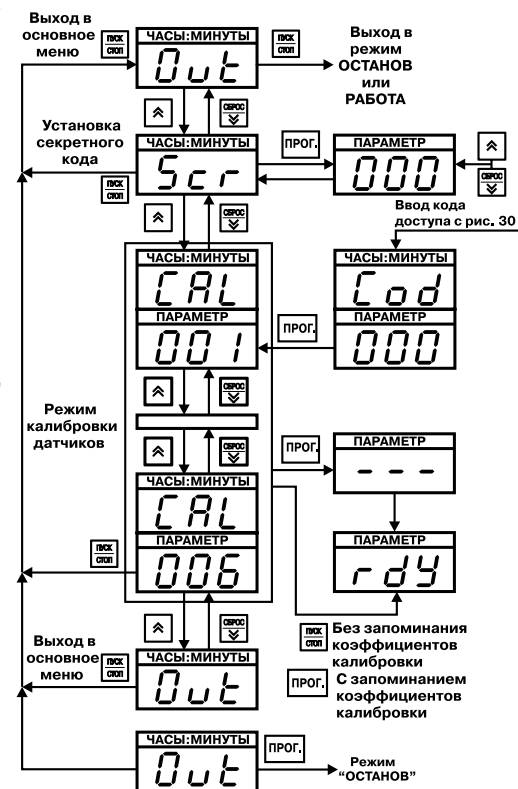 Выход в
основное
меню
ПУСК
СТОП
ЧАСЫ:МИНУТЫ
Out
ПУСК
СТОП
Выход в
режим
ОСТАНОВ
или
РАБОТА
СБРОС
Установка
секретного
кода
ПУСК
СТОП
ЧАСЫ:МИНУТЫ
Scr
ПРОГ.
ПАРАМЕТР
000
СБРОС
СБРОС
Ввод кода
доступа с рис. 30
ЧАСЫ:МИНУТЫ
CAL
ПАРАМЕТР
001
ПРОГ.
ЧАСЫ:МИНУТЫ
Cod
ПАРАМЕТР
000
СБРОС
Режим
калибровки
датчиков
СБРОС
ПРОГ.
ПАРАМЕТР
---
ЧАСЫ:МИНУТЫ
CAL
ПАРАМЕТР
006
ПУСК
СТОП
ПАРАМЕТР
rdY
СБРОС
ПУСК
СТОП
Без запоминания
коэффициентов
калибровки
ПРОГ.
С запоминанием
коэффициентов
калибровки
Выход в
основное
меню
ПУСК
СТОП
ЧАСЫ:МИНУТЫ
Out
ЧАСЫ:МИНУТЫ
Out
ПРОГ.
Режим
"ОСТАНОВ"